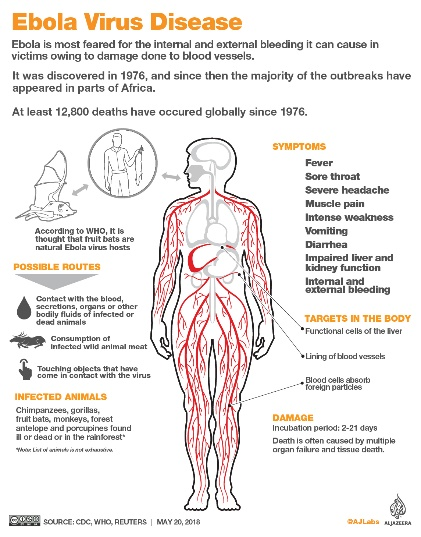 Ebola Virus Disease
Ebola is most feared for the internal and external bleeding it can cause in
victims owing to damage done to blood vessels.
It was discovered in 1976, and since then the majority of the outbreaks have
appeared in parts of Africa.
At least 12,800 deaths have occured globally since 1976.
According to WHO, it is
thought that fruit bats are
natural Ebola virus hosts
POSSIBLE ROUTES
Contact with the blood,
secretions, organs or other
bodily fluids of infected or
dead animals
Consumption of
infected wild animal meat
Touching objects that have
come in contact with the virus
INFECTED ANIMALS
Chimpanzees, gorillas,
fruit bats, monkeys, forest
antelope and porcupines found
ill or dead or in the rainforest*
*Note: List of animals is not exhaustive.
SYMPTOMS
Fever
Sore throat
Severe headache
Muscle pain
Intense weakness
Vomiting
Diarrhea
Impaired liver and
kidney function
Internal and
external bleeding
TARGETS IN THE BODY
Functional cells of the liver
Lining of blood vessels
Blood cells absorb
foreign particles
DAMAGE
Incubation period: 2-21 days
Death is often caused by multiple
organ failure and tissue death.
SOURCE: CDC, WHO, REUTERS | MAY 20, 2018
@AJLabs
ALJAZEERA